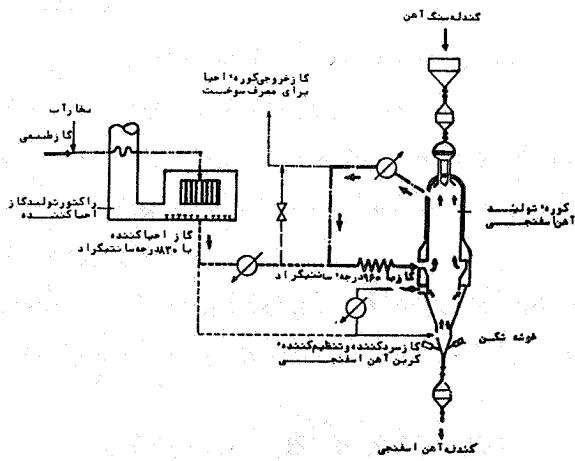 گندله سنگ آهن
گاز خروجی کوره احیا
برای مصرف سوخت
بخار آب
گاز طبیعی
راکتور تولید گاز
احیا کننده
کوره تولید
آهن اسفنجی
گاز احیا کننده
با ۸۳۰ درجه سانتیگراد
گاز با ۹۶۰ درجه سانتیگراد
گاز سرد کننده و تنظیم کننده
کربن آهن اسفنجی
خوشه شکن
گندله آهن اسفنجی